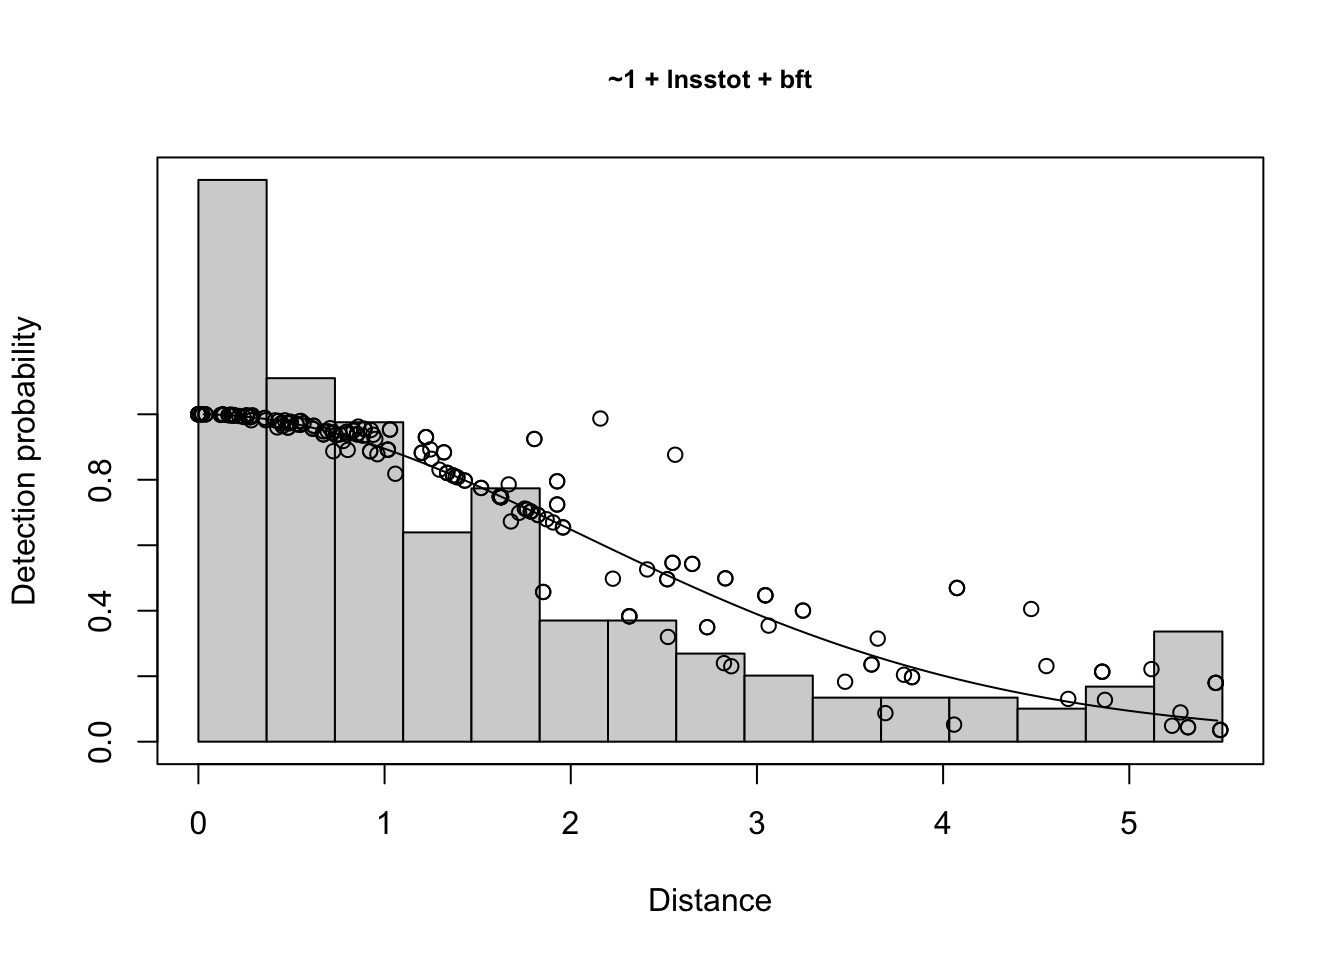 ~1 + lnsstot + bft
Detection probability
0.8
0.4
0.0
0 1 2 3 4 5
Distance